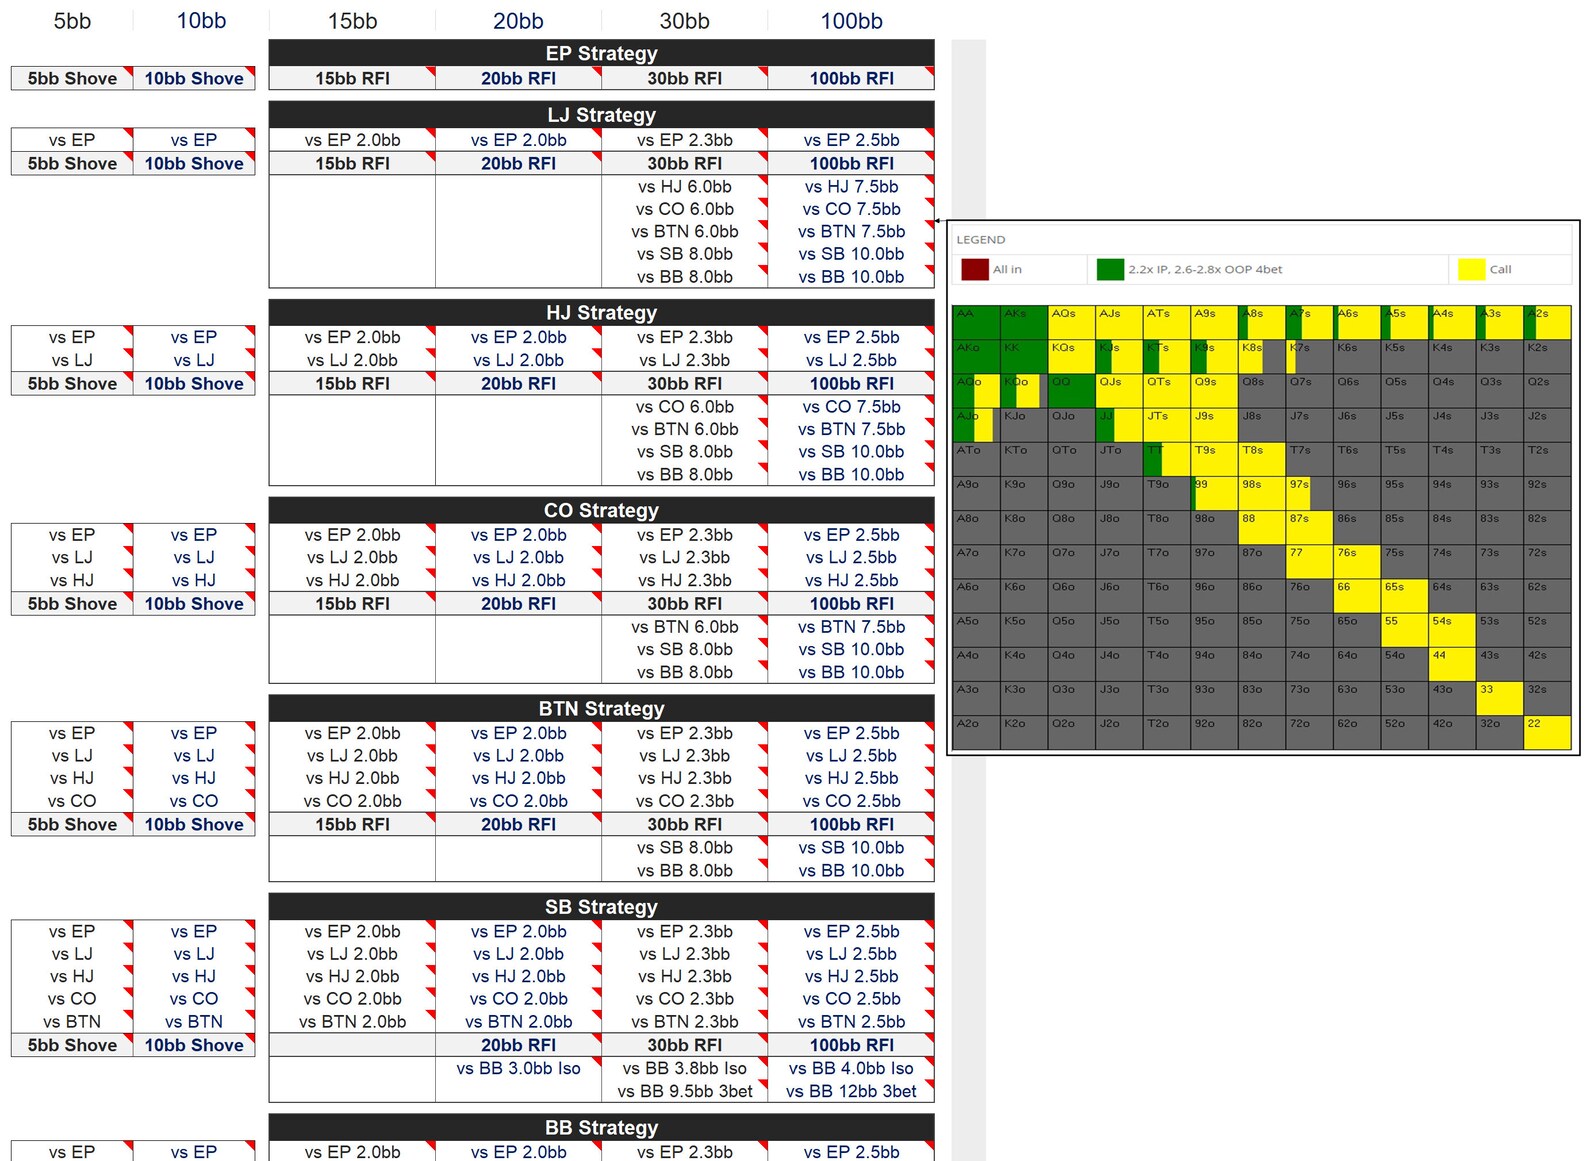 5bb 10bb 15bb 20bb 30bb 100bb
EP Strategy
5bb Shove 10bb Shove 15bb RFI 20bb RFI 30bb RFI 100bb RFI
LJ Strategy
vs EP vs EP vs EP 2.0bb vs EP 2.0bb vs EP 2.3bb vs EP 2.5bb
5bb Shove 10bb Shove 15bb RFI 20bb RFI 30bb RFI 100bb RFI
vs HJ 6.0bb vs HJ 7.5bb
vs CO 6.0bb vs CO 7.5bb
vs BTN 6.0bb vs BTN 7.5bb
vs SB 8.0bb vs SB 10.0bb
vs BB 8.0bb vs BB 10.0bb
HJ Strategy
vs EP vs EP vs EP 2.0bb vs EP 2.0bb vs EP 2.3bb vs EP 2.5bb
vs LJ vs LJ vs LJ 2.0bb vs LJ 2.0bb vs LJ 2.3bb vs LJ 2.5bb
5bb Shove 10bb Shove 15bb RFI 20bb RFI 30bb RFI 100bb RFI
vs CO 6.0bb vs CO 7.5bb
vs BTN 6.0bb vs BTN 7.5bb
vs SB 8.0bb vs SB 10.0bb
vs BB 8.0bb vs BB 10.0bb
CO Strategy
vs EP vs EP vs EP 2.0bb vs EP 2.0bb vs EP 2.3bb vs EP 2.5bb
vs LJ vs LJ vs LJ 2.0bb vs LJ 2.0bb vs LJ 2.3bb vs LJ 2.5bb
vs HJ vs HJ vs HJ 2.0bb vs HJ 2.0bb vs HJ 2.3bb vs HJ 2.5bb
5bb Shove 10bb Shove 15bb RFI 20bb RFI 30bb RFI 100bb RFI
vs BTN 6.0bb vs BTN 7.5bb
vs SB 8.0bb vs SB 10.0bb
vs BB 8.0bb vs BB 10.0bb
BTN Strategy
vs EP vs EP vs EP 2.0bb vs EP 2.0bb vs EP 2.3bb vs EP 2.5bb
vs LJ vs LJ vs LJ 2.0bb vs LJ 2.0bb vs LJ 2.3bb vs LJ 2.5bb
vs HJ vs HJ vs HJ 2.0bb vs HJ 2.0bb vs HJ 2.3bb vs HJ 2.5bb
vs CO vs CO vs CO 2.0bb vs CO 2.0bb vs CO 2.3bb vs CO 2.5bb
5bb Shove 10bb Shove 15bb RFI 20bb RFI 30bb RFI 100bb RFI
vs SB 8.0bb vs SB 10.0bb
vs BB 8.0bb vs BB 10.0bb
SB Strategy
vs EP vs EP vs EP 2.0bb vs EP 2.0bb vs EP 2.3bb vs EP 2.5bb
vs LJ vs LJ vs LJ 2.0bb vs LJ 2.0bb vs LJ 2.3bb vs LJ 2.5bb
vs HJ vs HJ vs HJ 2.0bb vs HJ 2.0bb vs HJ 2.3bb vs HJ 2.5bb
vs CO vs CO vs CO 2.0bb vs CO 2.0bb vs CO 2.3bb vs CO 2.5bb
vs BTN vs BTN vs BTN 2.0bb vs BTN 2.0bb vs BTN 2.3bb vs BTN 2.5bb
5bb Shove 10bb Shove 20bb RFI 30bb RFI 100bb RFI
vs BB 3.0bb Iso vs BB 3.8bb Iso vs BB 4.0bb Iso
vs BB 9.5bb 3bet vs BB 12bb 3bet
BB Strategy
vs EP vs EP vs EP 2.0bb vs EP 2.0bb vs EP 2.3bb vs EP 2.5bb
LEGEND
All in 2.2x IP, 2.6-2.8x OOP 4bet Call
AA AKs AQs AJs ATs A9s A8s A7s A6s A5s A4s A3s A2s
AKo KK KQs KJs KTs K9s K8s K7s K6s K5s K4s K3s K2s
AQo KQo QQ QJs QTs Q9s Q8s Q7s Q6s Q5s Q4s Q3s Q2s
AJo KJo QJo JJ JTs J9s J8s J7s J6s J5s J4s J3s J2s
ATo KTo QTo JTo TT T9s T8s T7s T6s T5s T4s T3s T2s
A9o K9o Q9o J9o T9o 99 98s 97s 96s 95s 94s 93s 92s
A8o K8o Q8o J8o T8o 98o 88 87s 86s 85s 84s 83s 82s
A7o K7o Q7o J7o T7o 97o 87o 77 76s 75s 74s 73s 72s
A6o K6o Q6o J6o T6o 96o 86o 76o 66 65s 64s 63s 62s
A5o K5o Q5o J5o T5o 95o 85o 75o 65o 55 54s 53s 52s
A4o K4o Q4o J4o T4o 94o 84o 74o 64o 54o 44 43s 42s
A3o K3o Q3o J3o T3o 93o 83o 73o 63o 53o 43o 33 32s
A2o K2o Q2o J2o T2o 92o 82o 72o 62o 52o 42o 32o 22